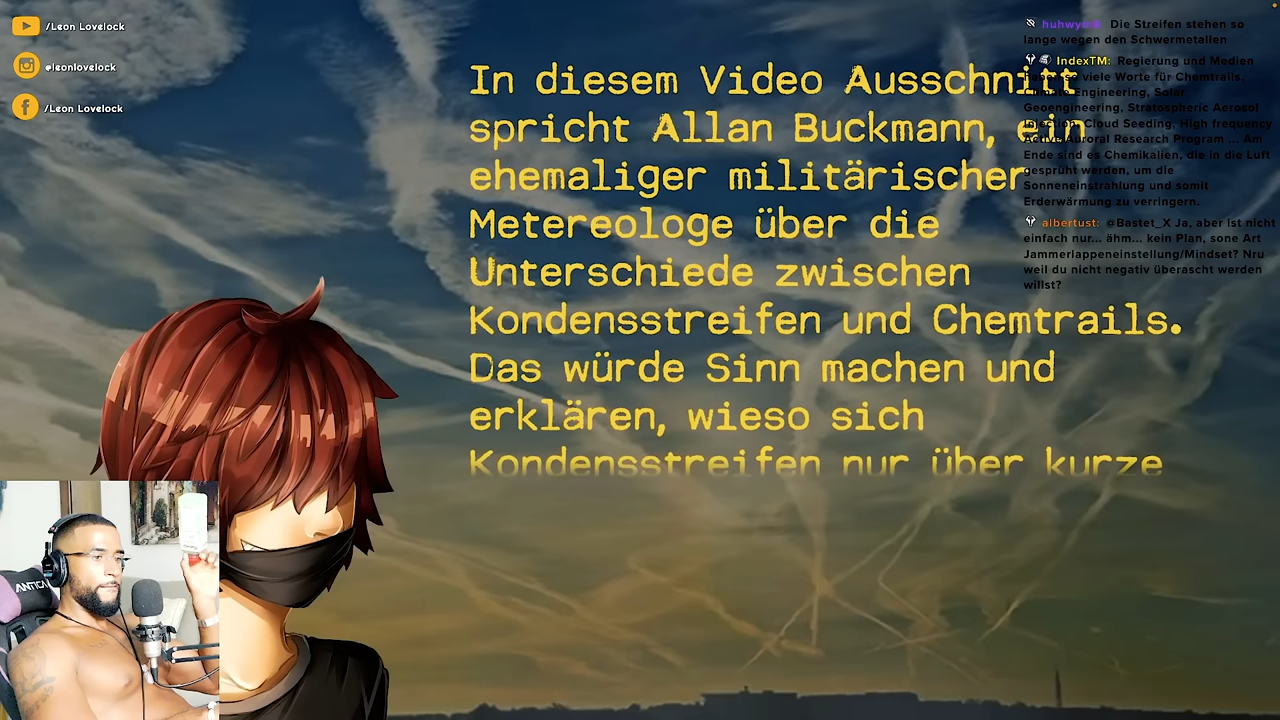 /Leon Lovelock
@leonlovelock
/Leon Lovelock
In diesem Video Ausschnitt
spricht Allan Buckmann, ein
ehemaliger militärischer
Metereologe über die
Unterschiede zwischen
Kondensstreifen und Chemtrails.
Das würde Sinn machen und
erklären, wieso sich
Kondensstreifen nur über kurze
Die Streifen stehen so
lange wegen den Schwermetallen
IndexTM: Regierung und Medien
haben so viele Worte für Chemtrails.
Climate Engineering, Solar
Geoengineering, Stratospheric Aerosol
Injection, Cloud Seeding, High frequency
Active Auroral Research Program ... Am
Ende sind es Chemikalien, die in die Luft
gesprüht werden, um die
Sonneneinstrahlung und somit
Erderwärmung zu verringern.
albertust: @Bastet_X Ja, aber ist nicht
einfach nur... ähm... kein Plan, sone Art
Jammerlappeneinstellung/Mindset? Nru
weil du nicht negativ überascht werden
willst?